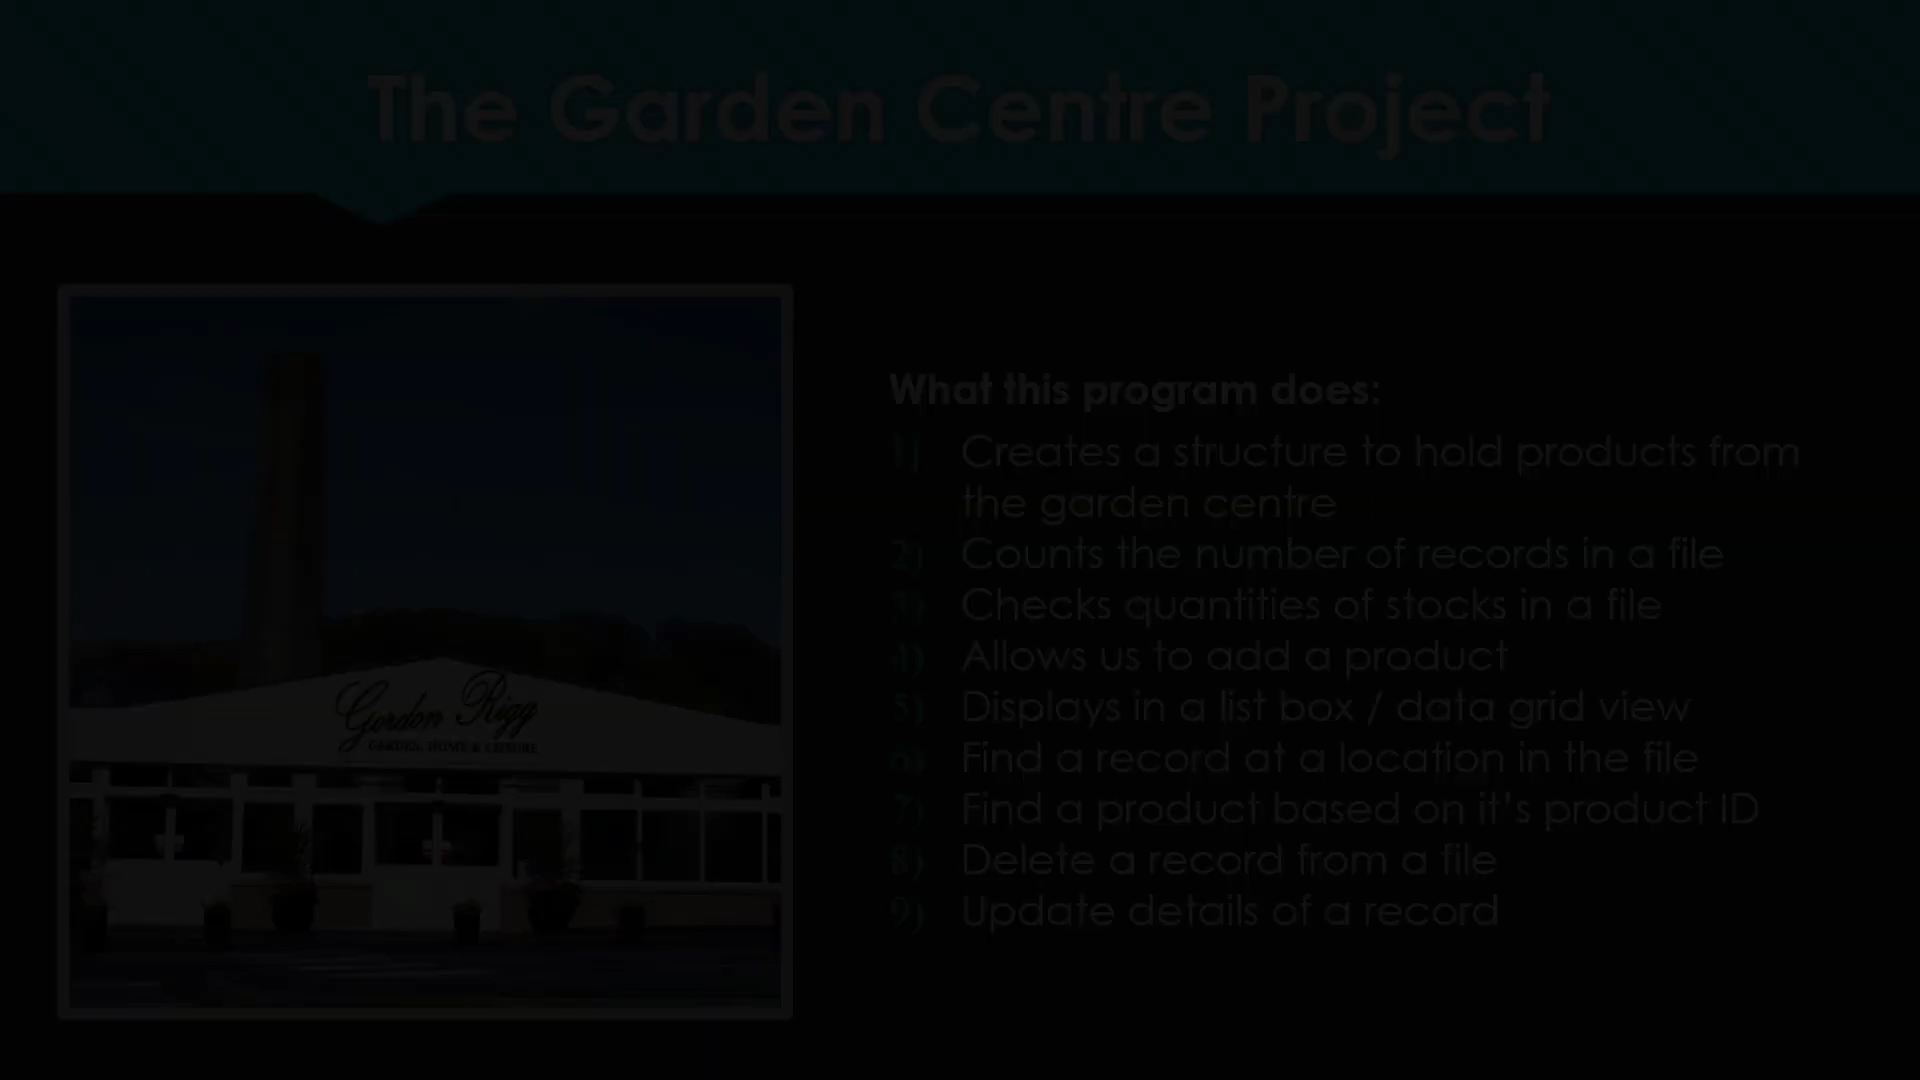 The Garden Centre Project
Gordon Rigg
GARDEN, HOME & LEISURE
What this program does:
1) Creates a structure to hold products from
the garden centre
2) Counts the number of records in a file
3) Checks quantities of stocks in a file
4) Allows us to add a product
5) Displays in a list box / data grid view
6) Find a record at a location in the file
7) Find a product based on it's product ID
8) Delete a record from a file
9) Update details of a record